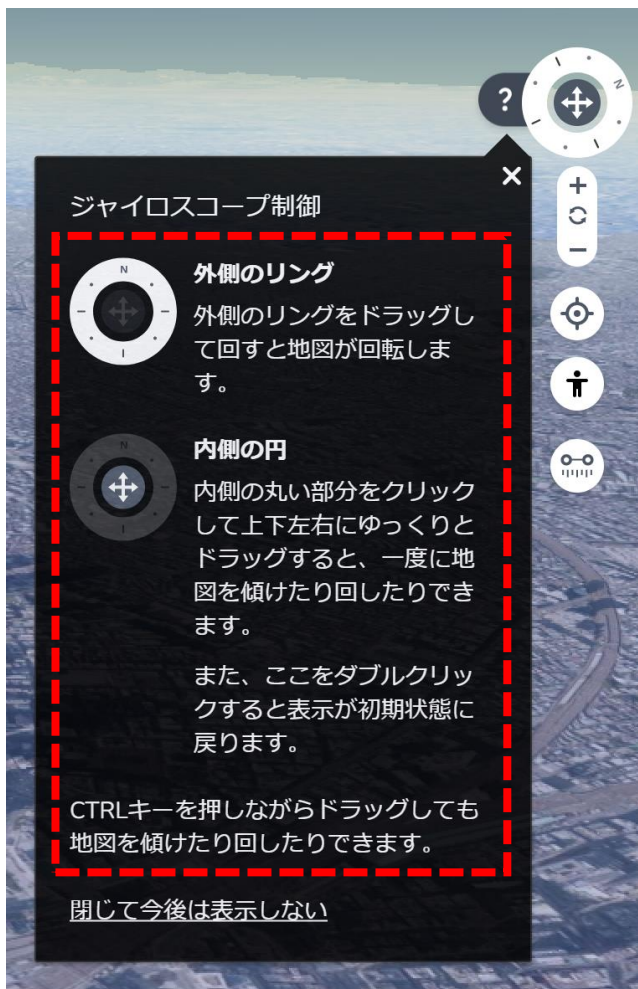 ?
N
ジャイロスコープ制御
N
外側のリング
外側のリングをドラッグし
て回すと地図が回転しま
す。
N
内側の円
内側の丸い部分をクリック
して上下左右にゆっくりと
ドラッグすると、一度に地
図を傾けたり回したりでき
ます。
また、ここをダブルクリッ
クすると表示が初期状態に
戻ります。
CTRLキーを押しながらドラッグしても
地図を傾けたり回したりできます。
閉じて今後は表示しない